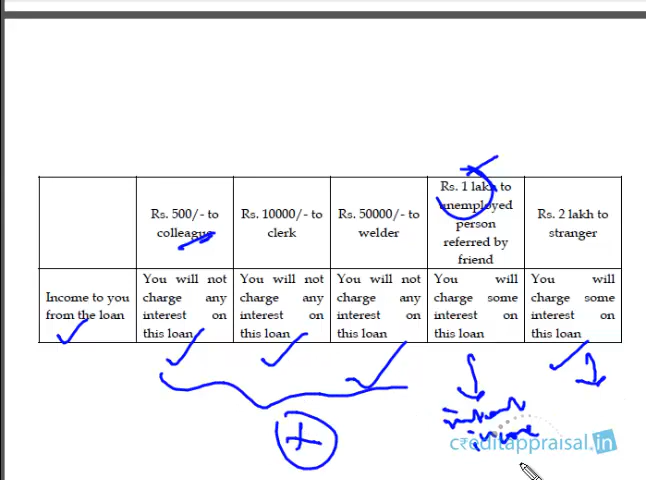 Rs. 1 lakh to
unemployed
person
referred by
friend
Rs. 500/- to
colleague
Rs. 10000/- to
clerk
Rs. 50000/- to
welder
Rs. 2 lakh to
stranger
Income to you
from the loan
You will not
charge any
interest on
this loan
You will not
charge any
interest on
this loan
You will not
charge any
interest on
this loan
You will
charge some
interest on
this loan
You will
charge some
interest on
this loan
income
creditappraisal.in